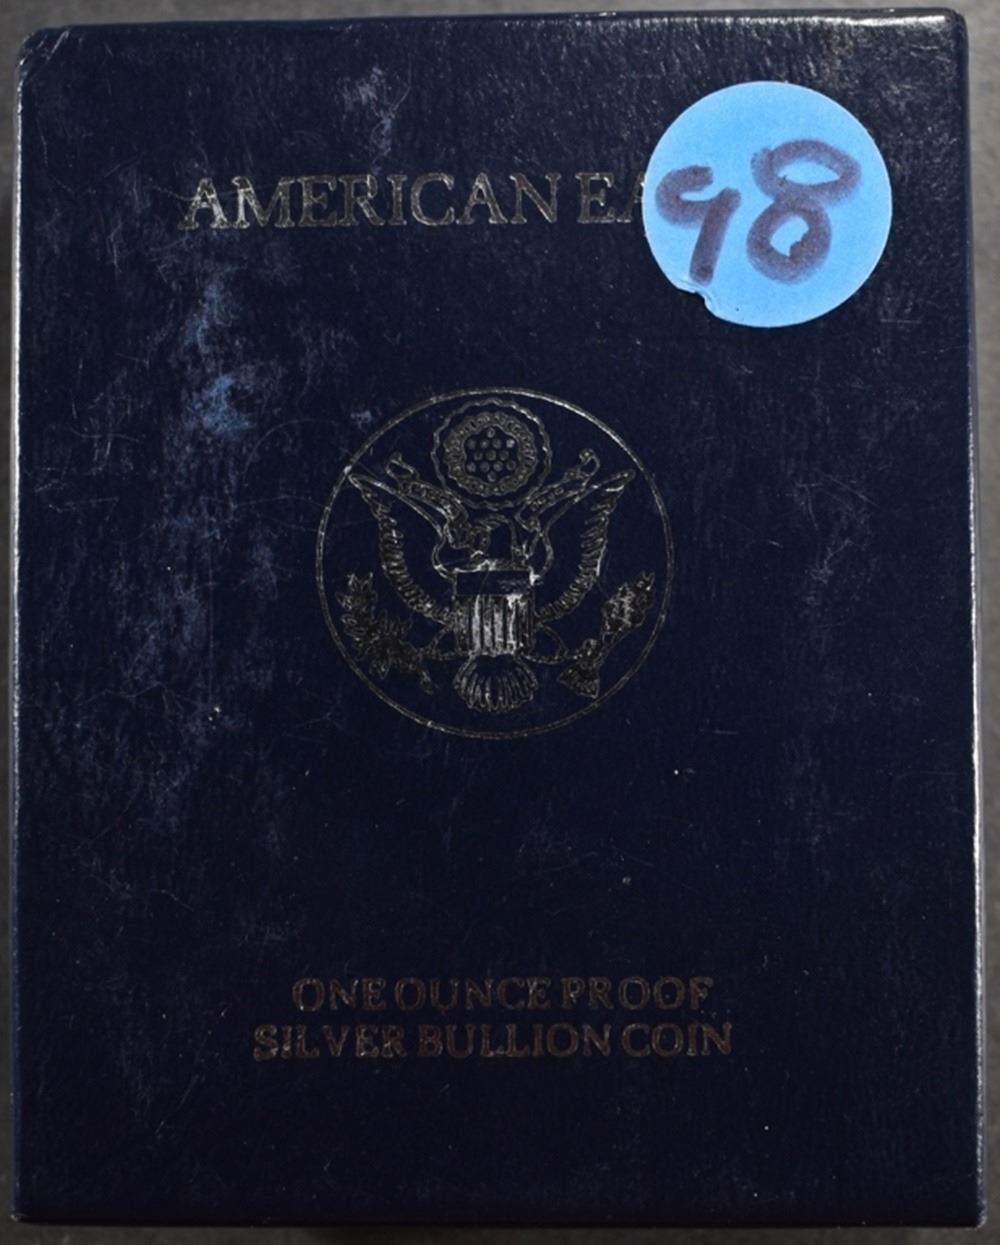 AMERICAN EA
98
ONE OUNCE PROOF
SILVER BULLION COIN